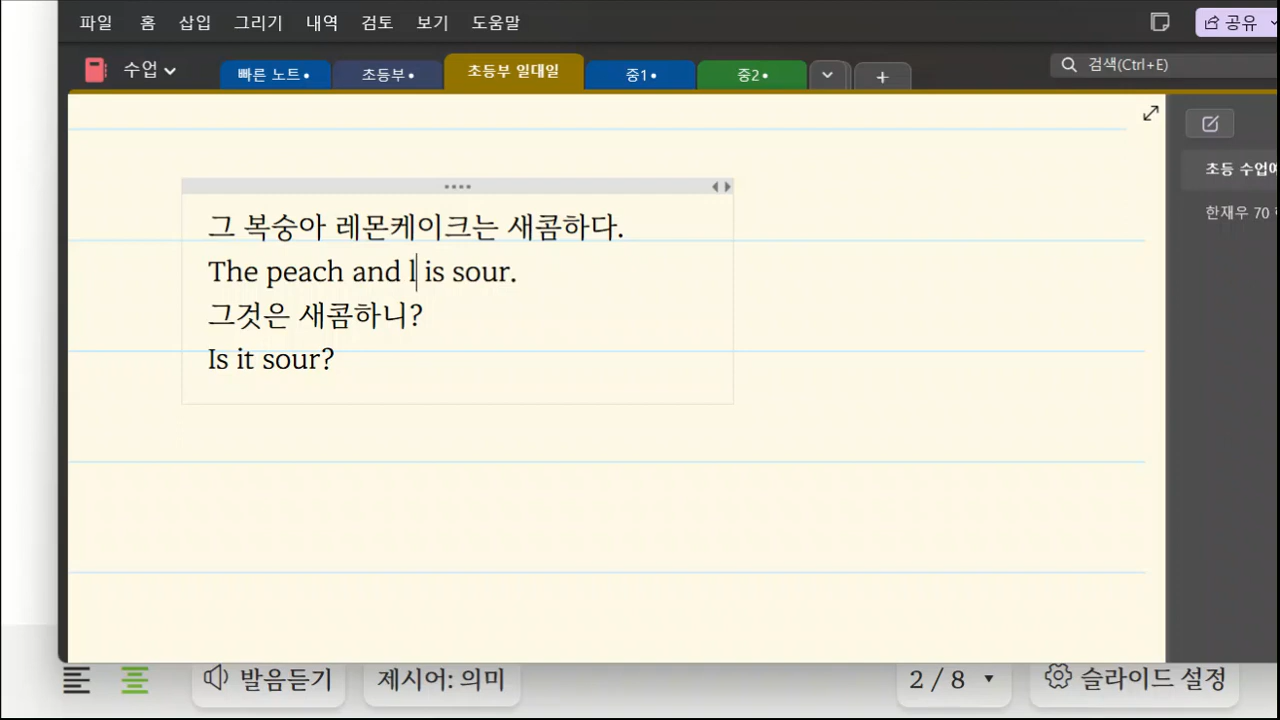 파일 홈 삽입 그리기 내역 검토 보기 도움말 공유
수업 빠른 노트• 초등부• 초등부 일대일 중1• 중2• + 검색(Ctrl+E)
그 복숭아 레몬케이크는 새콤하다.
The peach and l is sour.
그것은 새콤하니?
Is it sour?
초등 수업
한재우 70
발음듣기 제시어: 의미 2 / 8 슬라이드 설정